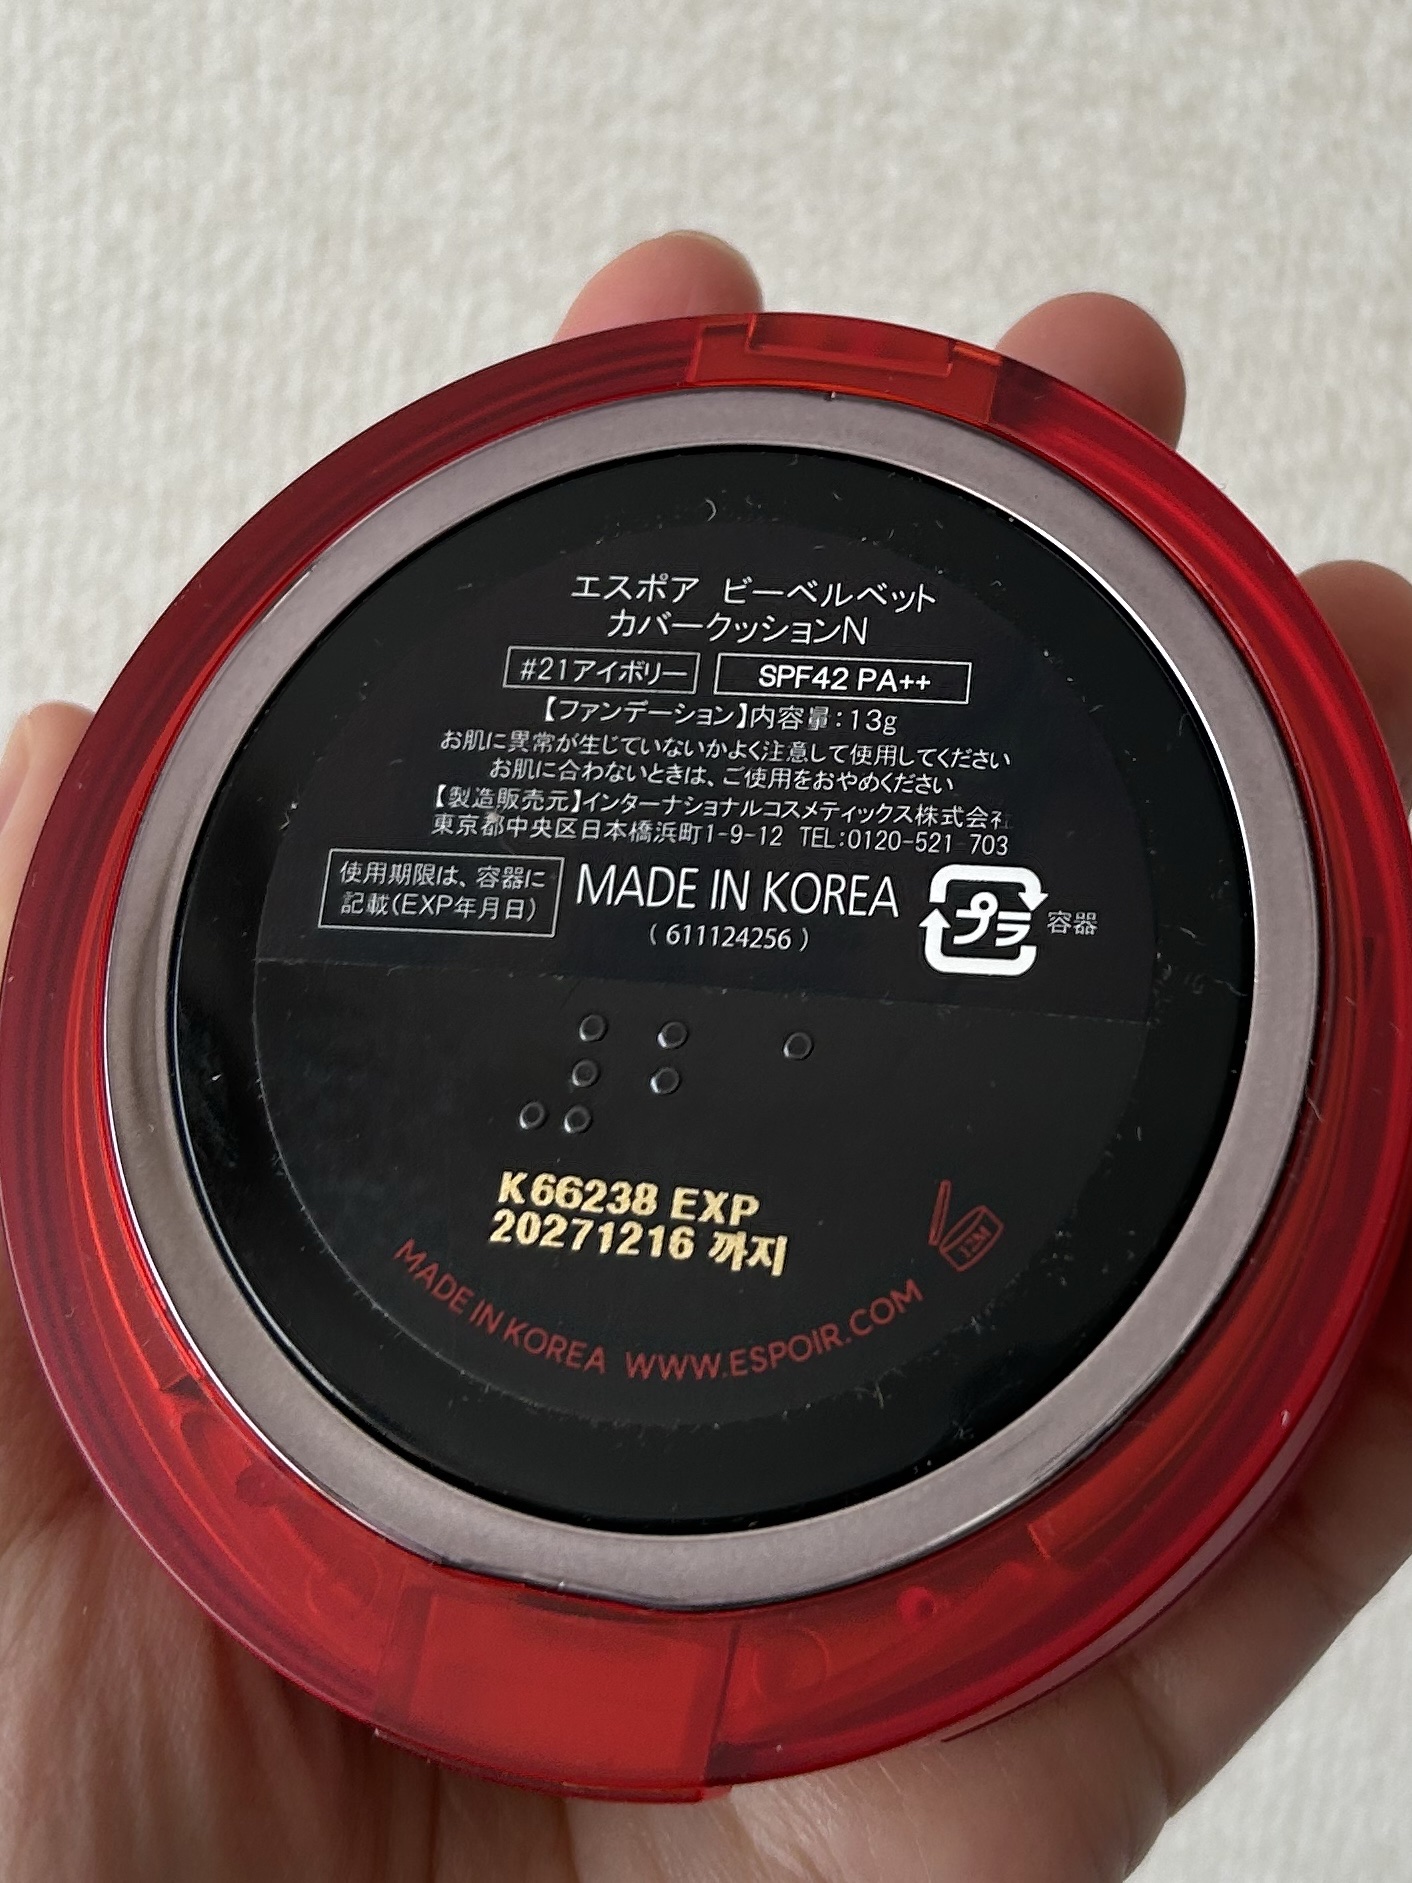 エスポア ビーベルベット
カバークッションN
#21アイボリー SPF42 PA++
【ファンデーション】内容量：13g
お肌に異常が生じていないかよく注意して使用してください
お肌に合わないときは、ご使用をおやめください
【製造販売元】インターナショナルコスメティックス株式会社
東京都中央区日本橋浜町1-9-12 TEL：0120-521 703
使用期限は、容器に
記載（EXP年月日）
MADE IN KOREA
( 611124256 )
プラ 容器
K66238 EXP
20271216 까지
12M
MADE IN KOREA WWW.ESPOIR.COM